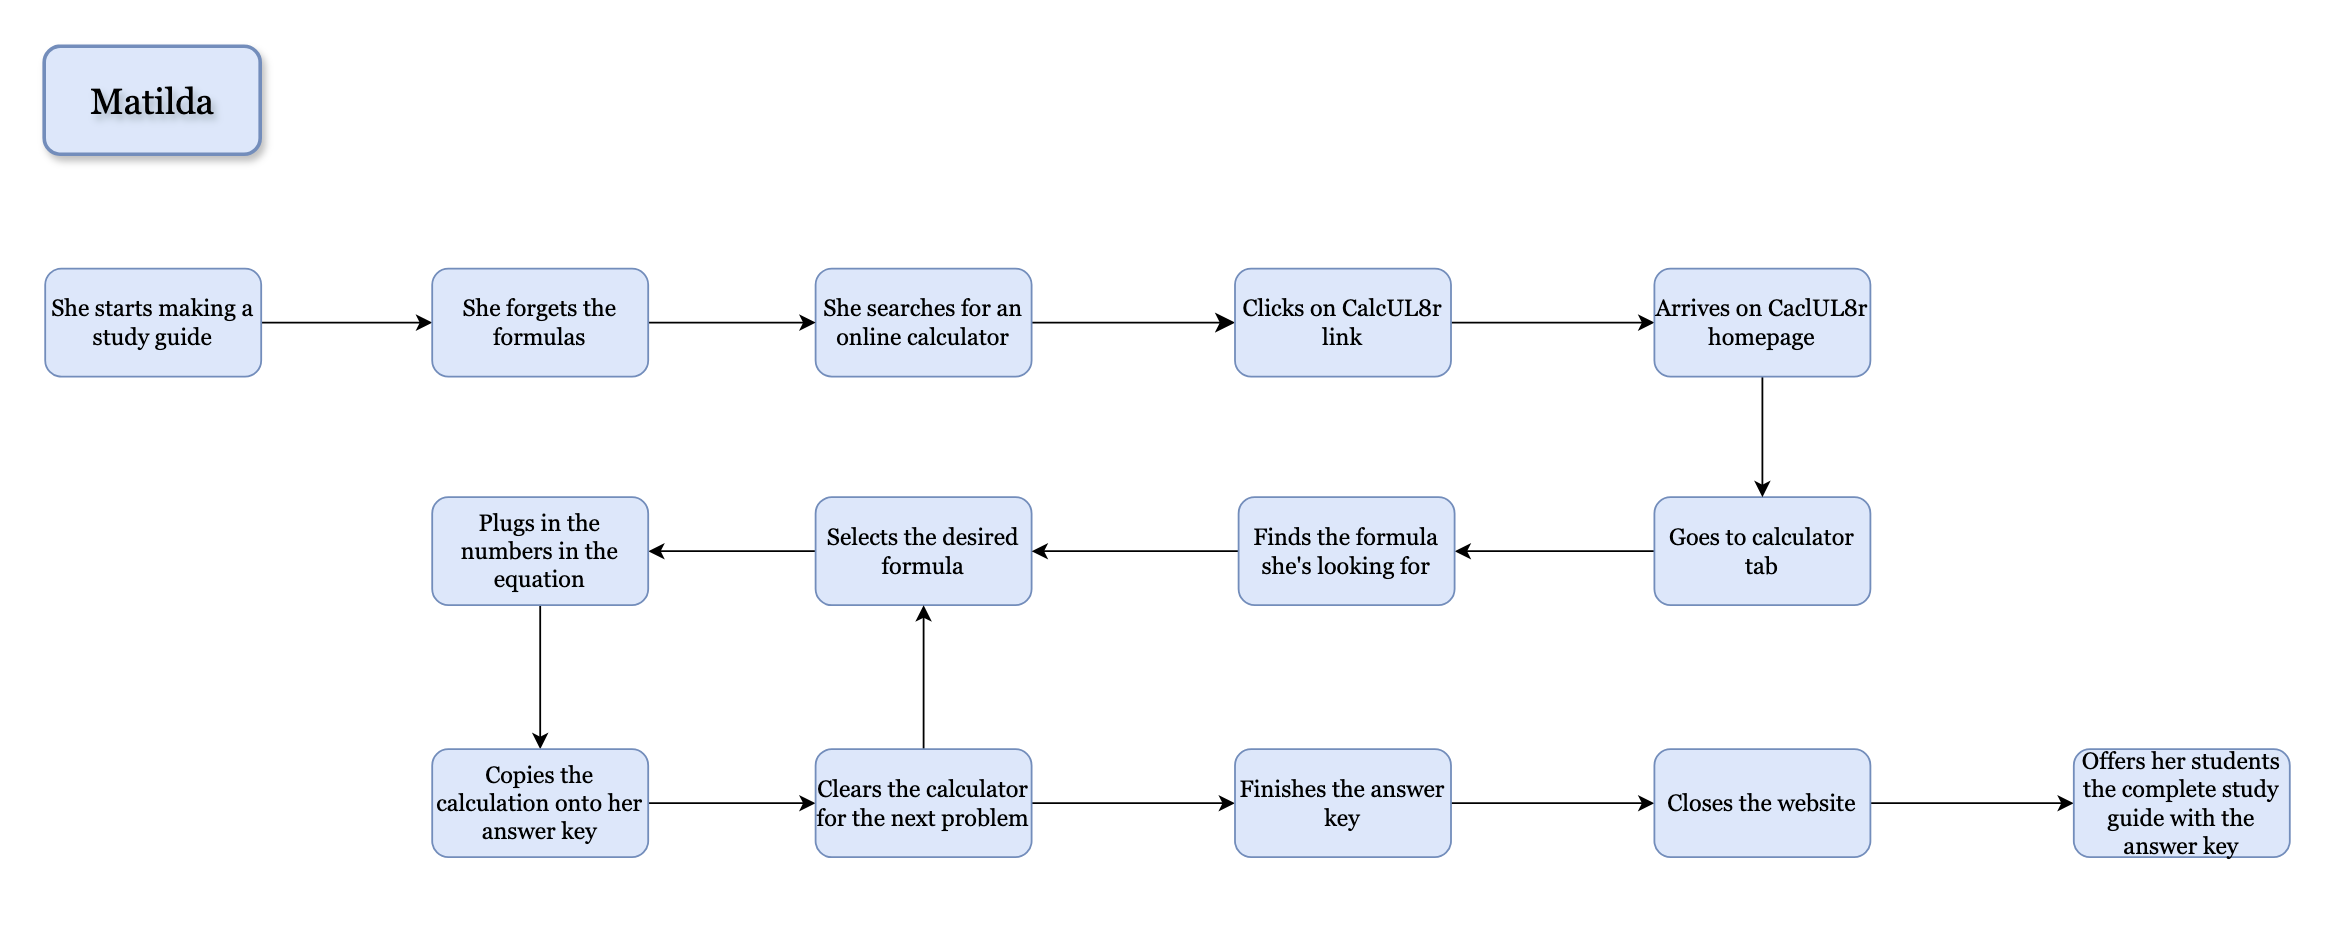 Matilda
She starts making a
study guide
She forgets the
formulas
She searches for an
online calculator
Clicks on CalcUL8r
link
Arrives on CaclUL8r
homepage
Goes to calculator
tab
Finds the formula
she's looking for
Selects the desired
formula
Plugs in the
numbers in the
equation
Copies the
calculation onto her
answer key
Clears the calculator
for the next problem
Finishes the answer
key
Closes the website
Offers her students
the complete study
guide with the
answer key